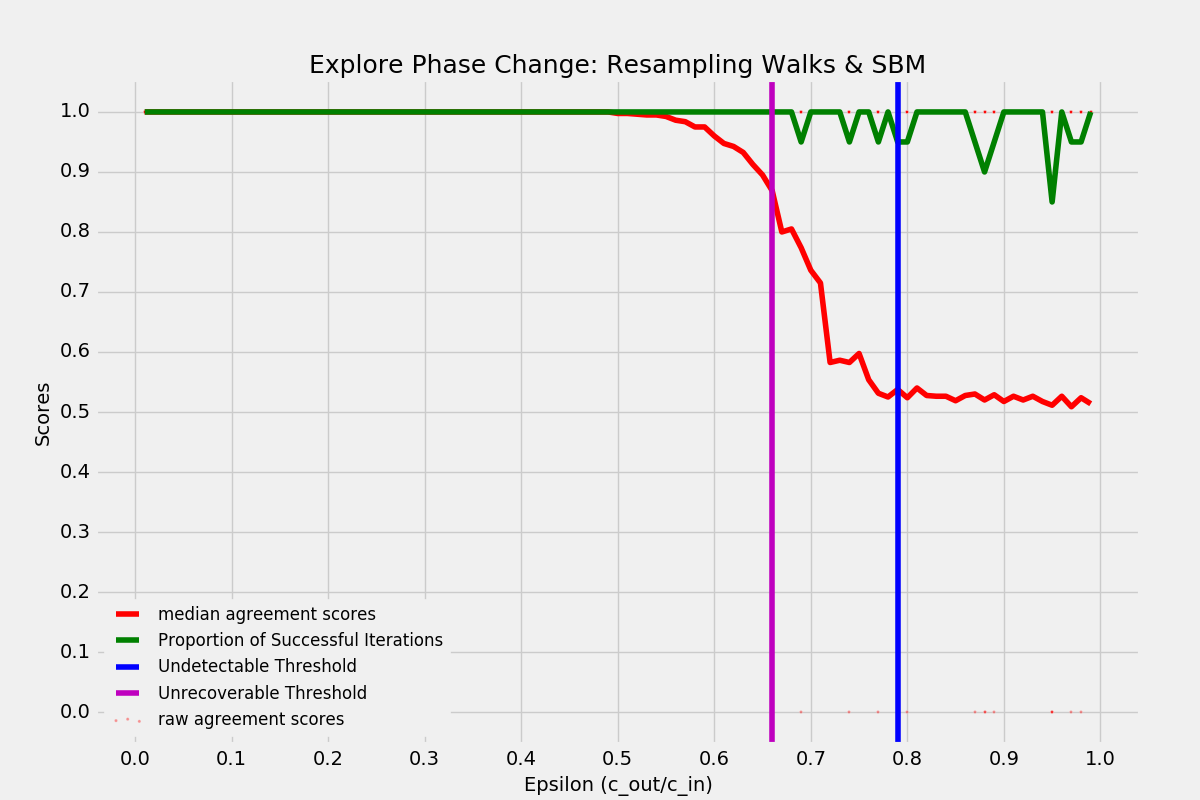 Explore Phase Change: Resampling Walks & SBM
Scores
1.0
0.9
0.8
0.7
0.6
0.5
0.4
0.3
0.2
0.1
0.0
median agreement scores
Proportion of Successful Iterations
Undetectable Threshold
Unrecoverable Threshold
raw agreement scores
0.0 0.1 0.2 0.3 0.4 0.5 0.6 0.7 0.8 0.9 1.0
Epsilon (c_out/c_in)